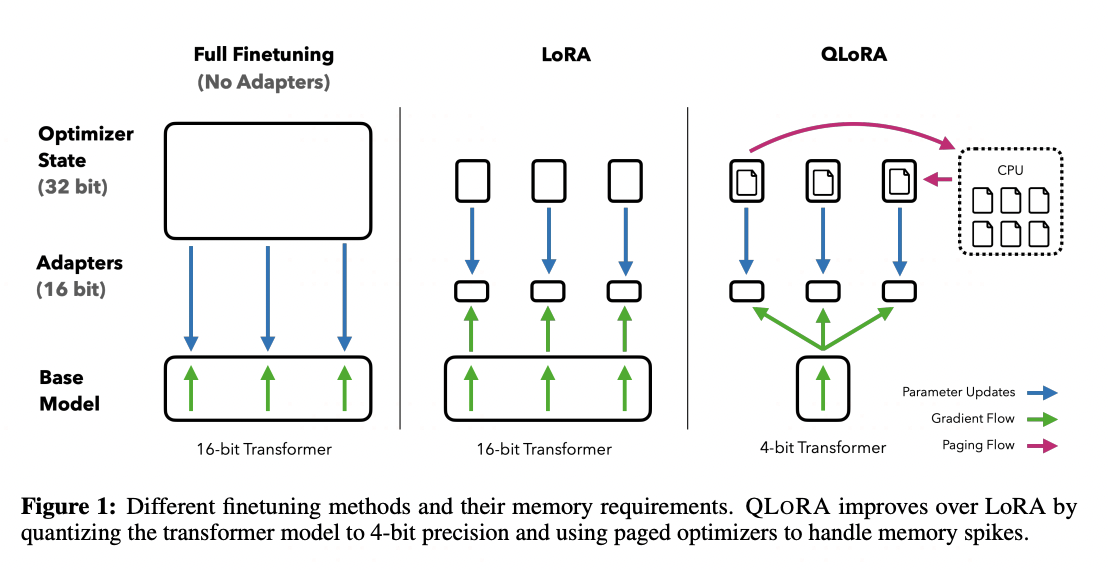 Full Finetuning
(No Adapters)
LoRA
QLoRA
Optimizer
State
(32 bit)
CPU
Adapters
(16 bit)
Base
Model
16-bit Transformer
16-bit Transformer
4-bit Transformer
Parameter Updates
Gradient Flow
Paging Flow
Figure 1: Different finetuning methods and their memory requirements. QLORA improves over LoRA by
quantizing the transformer model to 4-bit precision and using paged optimizers to handle memory spikes.